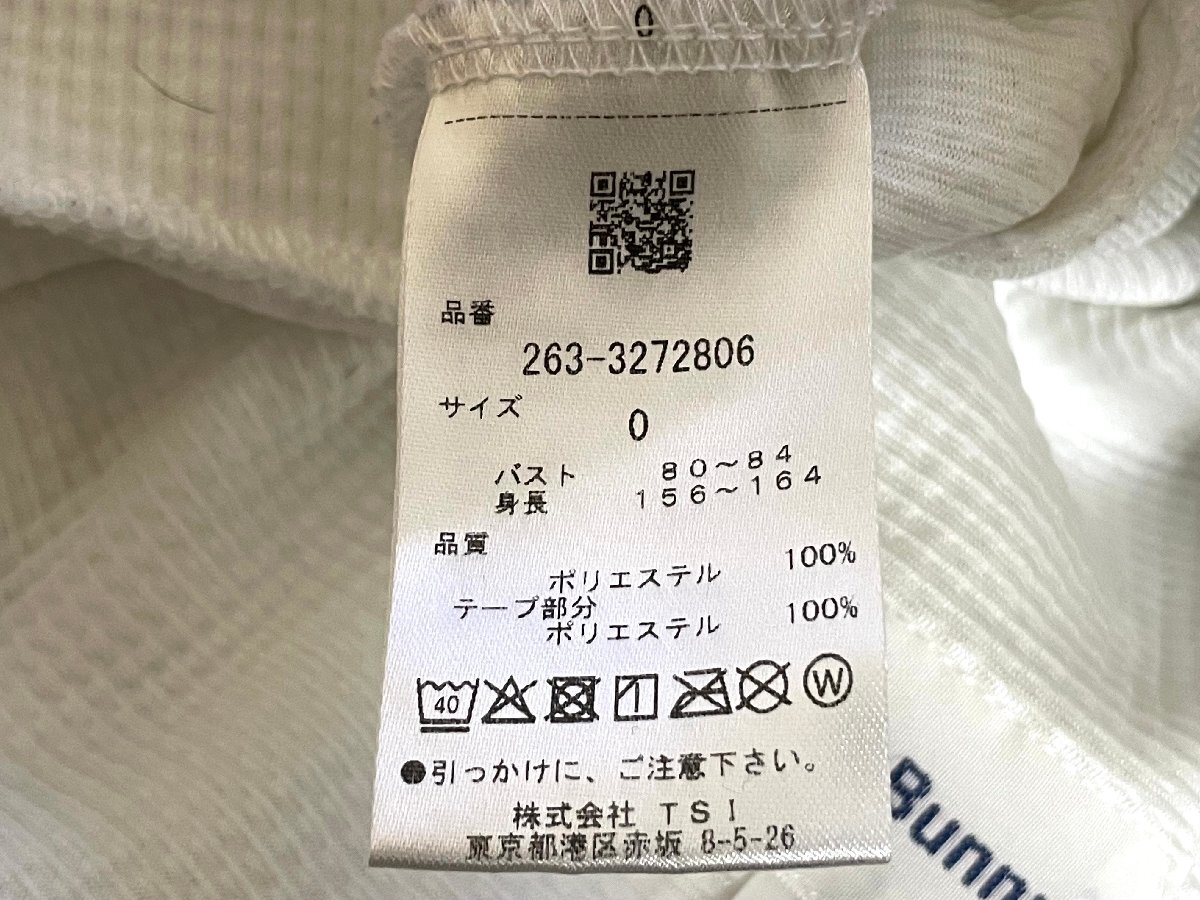 0
品番
263-3272806
サイズ
0
バスト 80~84
身長 156~164
品質
ポリエステル 100%
テープ部分
ポリエステル 100%
40
W
●引っかけに、ご注意下さい。
株式会社 TSI
東京都港区赤坂 8-5-26